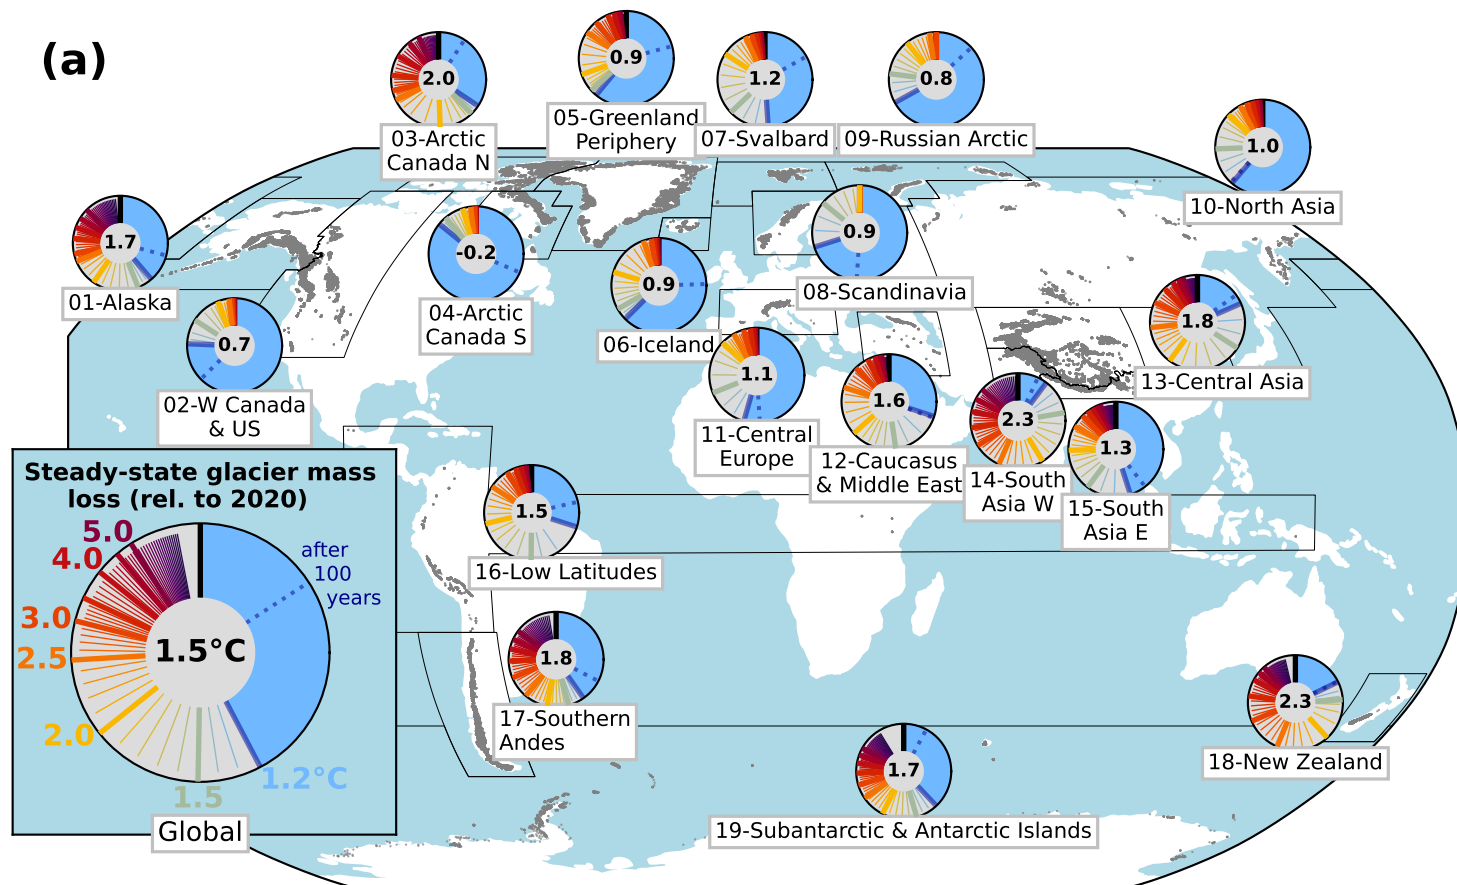 (a)
2.0
03-Arctic
Canada N
0.9
05-Greenland
Periphery
1.2
07-Svalbard
0.8
09-Russian Arctic
1.0
10-North Asia
1.7
01-Alaska
-0.2
04-Arctic
Canada S
0.9
06-Iceland
0.9
08-Scandinavia
0.7
02-W Canada
& US
1.8
13-Central Asia
1.1
11-Central
Europe
1.6
12-Caucasus
& Middle East
2.3
14-South
Asia W
1.3
15-South
Asia E
1.5
16-Low Latitudes
1.8
17-Southern
Andes
2.3
18-New Zealand
1.7
19-Subantarctic & Antarctic Islands
Steady-state glacier mass
loss (rel. to 2020)
5.0
4.0
3.0
2.5
2.0
1.5
1.2°C
1.5°C
after
100
years
Global